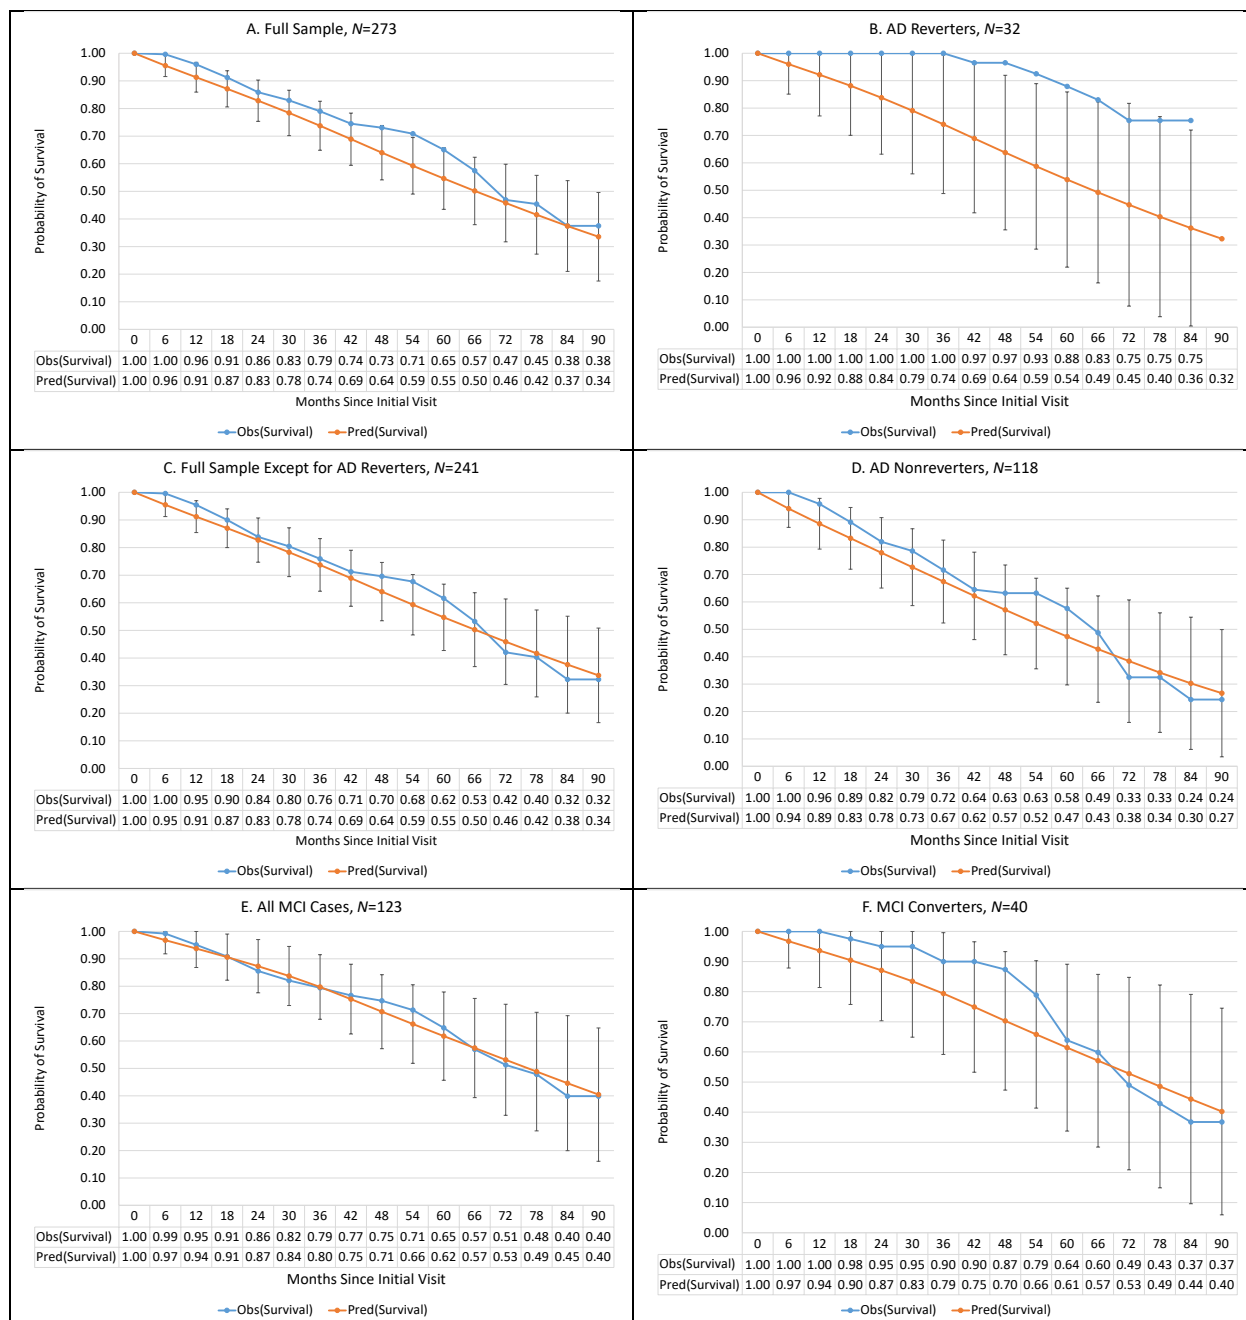 A. Full Sample, N=273
1.00
0.90
0.80
0.70
0.60
0.50
0.40
0.30
0.20
0.10
0.00
Probability of Survival
0 6 12 18 24 30 36 42 48 54 60 66 72 78 84 90
Obs(Survival) 1.00 1.00 0.96 0.91 0.86 0.83 0.79 0.74 0.73 0.71 0.65 0.57 0.47 0.45 0.38 0.38
Pred(Survival) 1.00 0.96 0.91 0.87 0.83 0.78 0.74 0.69 0.64 0.59 0.55 0.50 0.46 0.42 0.37 0.34
Months Since Initial Visit
Obs(Survival) Pred(Survival)
B. AD Reverters, N=32
1.00
0.90
0.80
0.70
0.60
0.50
0.40
0.30
0.20
0.10
0.00
Probability of Survival
0 6 12 18 24 30 36 42 48 54 60 66 72 78 84 90
Obs(Survival) 1.00 1.00 1.00 1.00 1.00 1.00 1.00 0.97 0.97 0.93 0.88 0.83 0.75 0.75 0.75
Pred(Survival) 1.00 0.96 0.92 0.88 0.84 0.79 0.74 0.69 0.64 0.59 0.54 0.49 0.45 0.40 0.36 0.32
Months Since Initial Visit
Obs(Survival) Pred(Survival)
C. Full Sample Except for AD Reverters, N=241
1.00
0.90
0.80
0.70
0.60
0.50
0.40
0.30
0.20
0.10
0.00
Probability of Survival
0 6 12 18 24 30 36 42 48 54 60 66 72 78 84 90
Obs(Survival) 1.00 1.00 0.95 0.90 0.84 0.80 0.76 0.71 0.70 0.68 0.62 0.53 0.42 0.40 0.32 0.32
Pred(Survival) 1.00 0.95 0.91 0.87 0.83 0.78 0.74 0.69 0.64 0.59 0.55 0.50 0.46 0.42 0.38 0.34
Months Since Initial Visit
Obs(Survival) Pred(Survival)
D. AD Nonreverters, N=118
1.00
0.90
0.80
0.70
0.60
0.50
0.40
0.30
0.20
0.10
0.00
Probability of Survival
0 6 12 18 24 30 36 42 48 54 60 66 72 78 84 90
Obs(Survival) 1.00 1.00 0.96 0.89 0.82 0.79 0.72 0.64 0.63 0.63 0.58 0.49 0.33 0.33 0.24 0.24
Pred(Survival) 1.00 0.94 0.89 0.83 0.78 0.73 0.67 0.62 0.57 0.52 0.47 0.43 0.38 0.34 0.30 0.27
Months Since Initial Visit
Obs(Survival) Pred(Survival)
E. All MCI Cases, N=123
1.00
0.90
0.80
0.70
0.60
0.50
0.40
0.30
0.20
0.10
0.00
Probability of Survival
0 6 12 18 24 30 36 42 48 54 60 66 72 78 84 90
Obs(Survival) 1.00 0.99 0.95 0.91 0.86 0.82 0.79 0.77 0.75 0.71 0.65 0.57 0.51 0.48 0.40 0.40
Pred(Survival) 1.00 0.97 0.94 0.91 0.87 0.84 0.80 0.75 0.71 0.66 0.62 0.57 0.53 0.49 0.45 0.40
Months Since Initial Visit
Obs(Survival) Pred(Survival)
F. MCI Converters, N=40
1.00
0.90
0.80
0.70
0.60
0.50
0.40
0.30
0.20
0.10
0.00
Probability of Survival
0 6 12 18 24 30 36 42 48 54 60 66 72 78 84 90
Obs(Survival) 1.00 1.00 1.00 0.98 0.95 0.95 0.90 0.90 0.87 0.79 0.64 0.60 0.49 0.43 0.37 0.37
Pred(Survival) 1.00 0.97 0.94 0.90 0.87 0.83 0.79 0.75 0.70 0.66 0.61 0.57 0.53 0.49 0.44 0.40
Months Since Initial Visit
Obs(Survival) Pred(Survival)